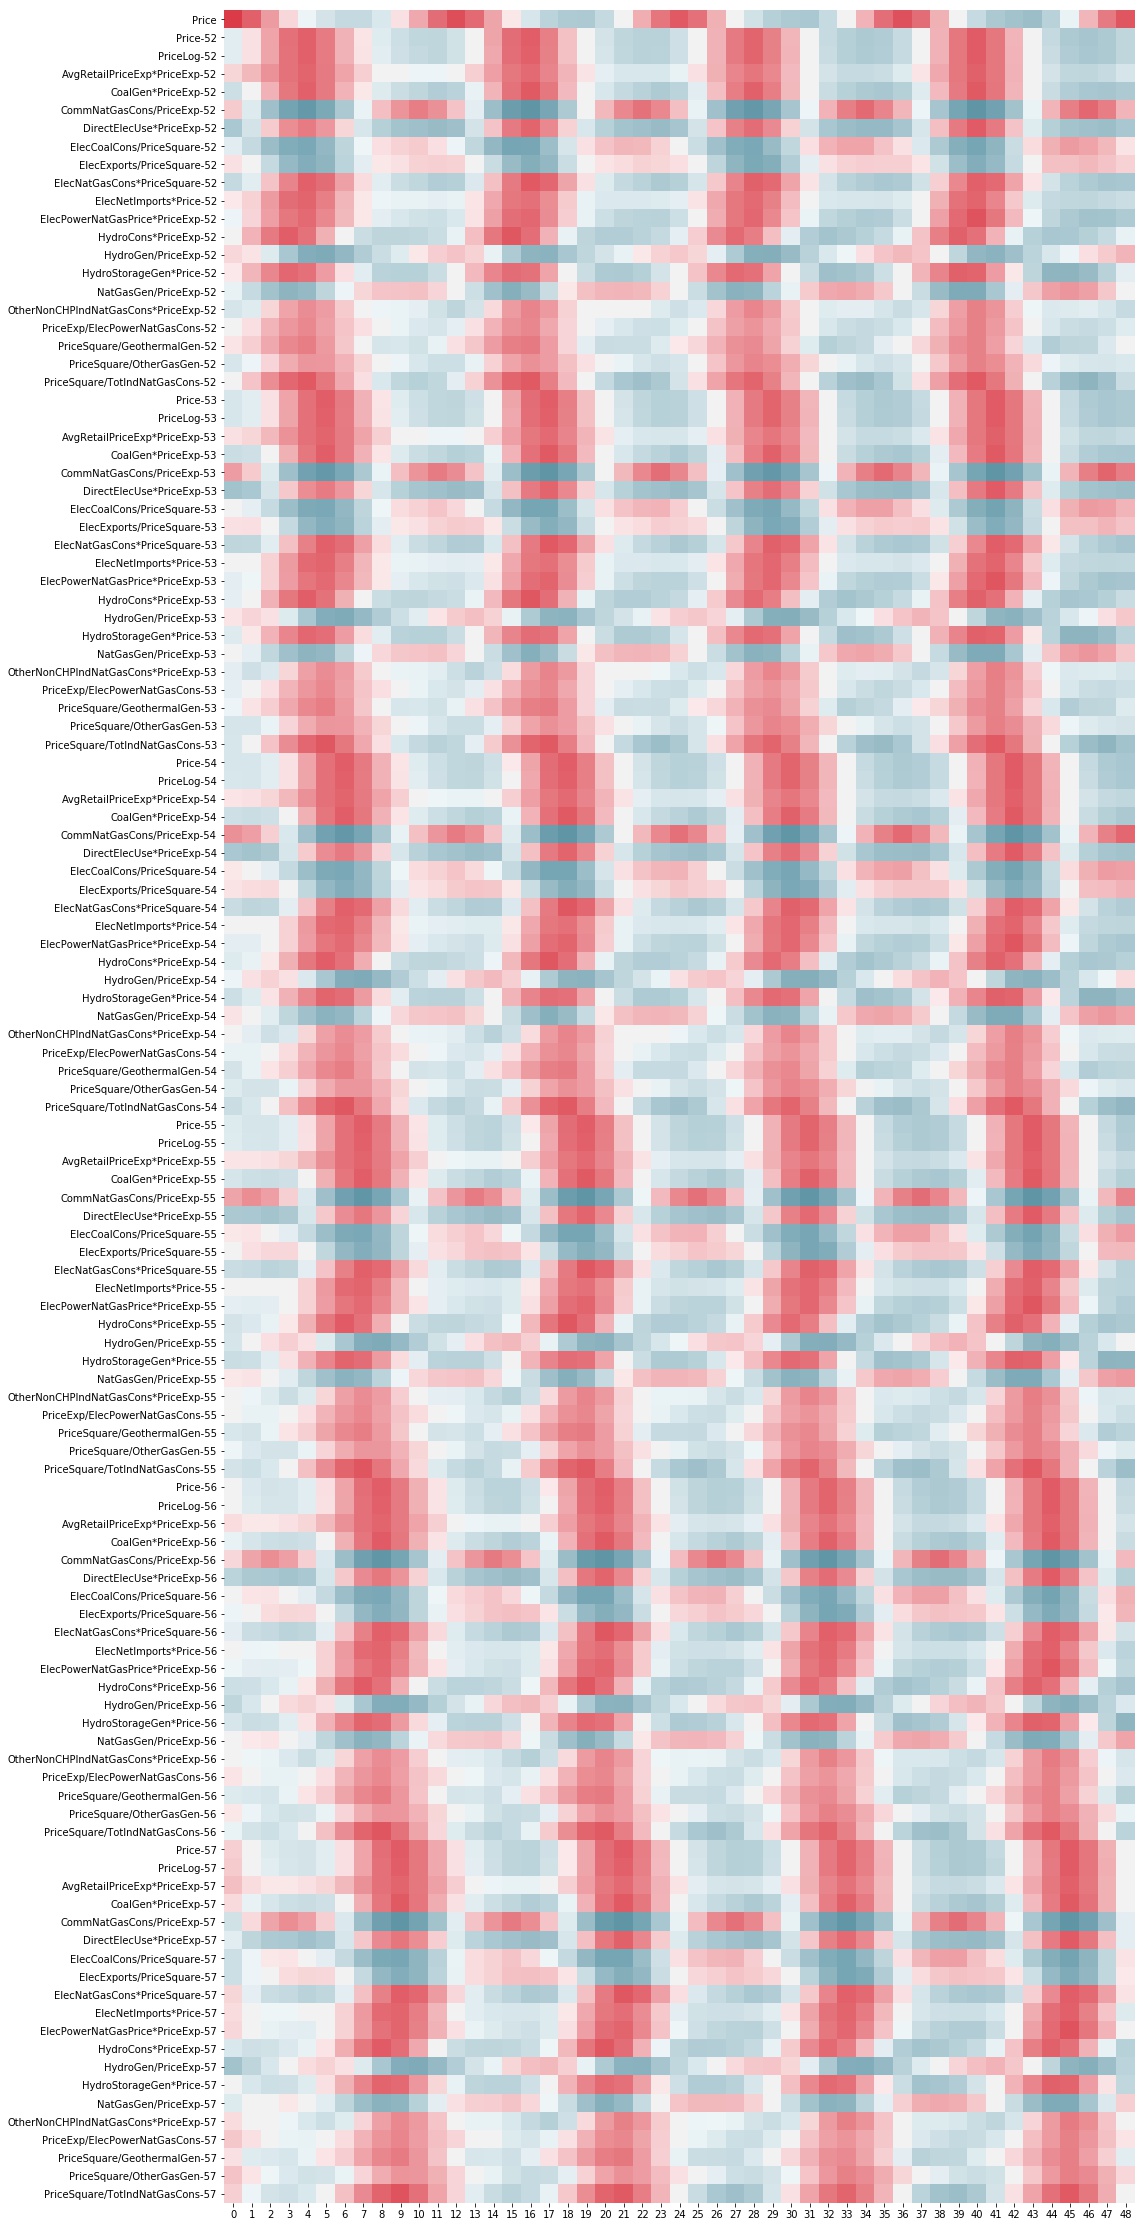 Price
Price-52
PriceLog-52
AvgRetailPriceExp*PriceExp-52
CoalGen*PriceExp-52
CommNatGasCons/PriceExp-52
DirectElecUse*PriceExp-52
ElecCoalCons/PriceSquare-52
ElecExports/PriceSquare-52
ElecNatGasCons*PriceSquare-52
ElecNetImports*Price-52
ElecPowerNatGasPrice*PriceExp-52
HydroCons*PriceExp-52
HydroGen/PriceExp-52
HydroStorageGen*Price-52
NatGasGen/PriceExp-52
OtherNonCHPIndNatGasCons*PriceExp-52
PriceExp/ElecPowerNatGasCons-52
PriceSquare/GeothermalGen-52
PriceSquare/OtherGasGen-52
PriceSquare/TotIndNatGasCons-52
Price-53
PriceLog-53
AvgRetailPriceExp*PriceExp-53
CoalGen*PriceExp-53
CommNatGasCons/PriceExp-53
DirectElecUse*PriceExp-53
ElecCoalCons/PriceSquare-53
ElecExports/PriceSquare-53
ElecNatGasCons*PriceSquare-53
ElecNetImports*Price-53
ElecPowerNatGasPrice*PriceExp-53
HydroCons*PriceExp-53
HydroGen/PriceExp-53
HydroStorageGen*Price-53
NatGasGen/PriceExp-53
OtherNonCHPIndNatGasCons*PriceExp-53
PriceExp/ElecPowerNatGasCons-53
PriceSquare/GeothermalGen-53
PriceSquare/OtherGasGen-53
PriceSquare/TotIndNatGasCons-53
Price-54
PriceLog-54
AvgRetailPriceExp*PriceExp-54
CoalGen*PriceExp-54
CommNatGasCons/PriceExp-54
DirectElecUse*PriceExp-54
ElecCoalCons/PriceSquare-54
ElecExports/PriceSquare-54
ElecNatGasCons*PriceSquare-54
ElecNetImports*Price-54
ElecPowerNatGasPrice*PriceExp-54
HydroCons*PriceExp-54
HydroGen/PriceExp-54
HydroStorageGen*Price-54
NatGasGen/PriceExp-54
OtherNonCHPIndNatGasCons*PriceExp-54
PriceExp/ElecPowerNatGasCons-54
PriceSquare/GeothermalGen-54
PriceSquare/OtherGasGen-54
PriceSquare/TotIndNatGasCons-54
Price-55
PriceLog-55
AvgRetailPriceExp*PriceExp-55
CoalGen*PriceExp-55
CommNatGasCons/PriceExp-55
DirectElecUse*PriceExp-55
ElecCoalCons/PriceSquare-55
ElecExports/PriceSquare-55
ElecNatGasCons*PriceSquare-55
ElecNetImports*Price-55
ElecPowerNatGasPrice*PriceExp-55
HydroCons*PriceExp-55
HydroGen/PriceExp-55
HydroStorageGen*Price-55
NatGasGen/PriceExp-55
OtherNonCHPIndNatGasCons*PriceExp-55
PriceExp/ElecPowerNatGasCons-55
PriceSquare/GeothermalGen-55
PriceSquare/OtherGasGen-55
PriceSquare/TotIndNatGasCons-55
Price-56
PriceLog-56
AvgRetailPriceExp*PriceExp-56
CoalGen*PriceExp-56
CommNatGasCons/PriceExp-56
DirectElecUse*PriceExp-56
ElecCoalCons/PriceSquare-56
ElecExports/PriceSquare-56
ElecNatGasCons*PriceSquare-56
ElecNetImports*Price-56
ElecPowerNatGasPrice*PriceExp-56
HydroCons*PriceExp-56
HydroGen/PriceExp-56
HydroStorageGen*Price-56
NatGasGen/PriceExp-56
OtherNonCHPIndNatGasCons*PriceExp-56
PriceExp/ElecPowerNatGasCons-56
PriceSquare/GeothermalGen-56
PriceSquare/OtherGasGen-56
PriceSquare/TotIndNatGasCons-56
Price-57
PriceLog-57
AvgRetailPriceExp*PriceExp-57
CoalGen*PriceExp-57
CommNatGasCons/PriceExp-57
DirectElecUse*PriceExp-57
ElecCoalCons/PriceSquare-57
ElecExports/PriceSquare-57
ElecNatGasCons*PriceSquare-57
ElecNetImports*Price-57
ElecPowerNatGasPrice*PriceExp-57
HydroCons*PriceExp-57
HydroGen/PriceExp-57
HydroStorageGen*Price-57
NatGasGen/PriceExp-57
OtherNonCHPIndNatGasCons*PriceExp-57
PriceExp/ElecPowerNatGasCons-57
PriceSquare/GeothermalGen-57
PriceSquare/OtherGasGen-57
PriceSquare/TotIndNatGasCons-57
0 1 2 3 4 5 6 7 8 9 10 11 12 13 14 15 16 17 18 19 20 21 22 23 24 25 26 27 28 29 30 31 32 33 34 35 36 37 38 39 40 41 42 43 44 45 46 47 48